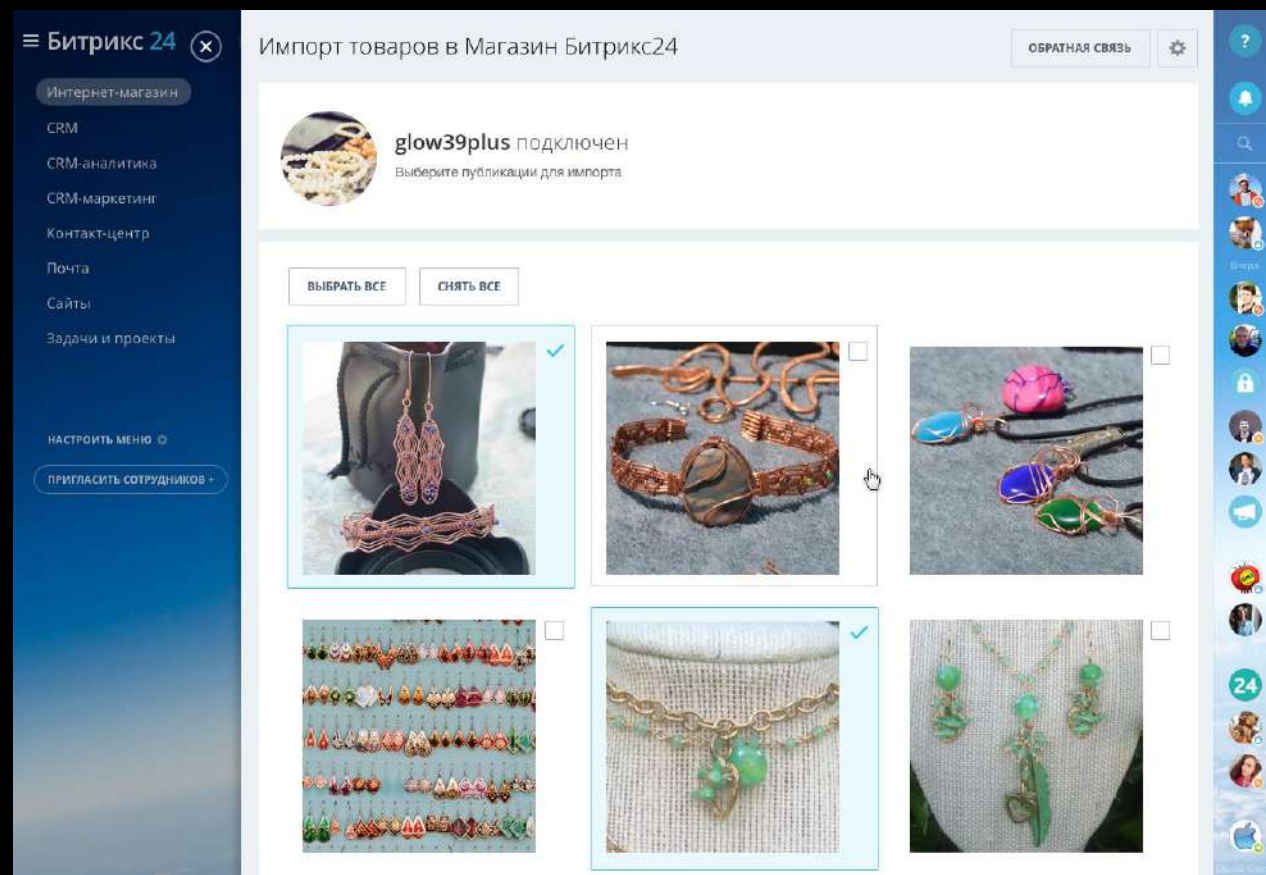 Битрикс 24
Интернет-магазин
CRM
CRM-аналитика
CRM-маркетинг
Контакт-центр
Почта
Сайты
Задачи и проекты
НАСТРОИТЬ МЕНЮ
ПРИГЛАСИТЬ СОТРУДНИКОВ +
Импорт товаров в Магазин Битрикс24
ОБРАТНАЯ СВЯЗЬ
glow39plus подключен
Выберите публикации для импорта
ВЫБРАТЬ ВСЕ
СНЯТЬ ВСЕ
?
Вчера
24